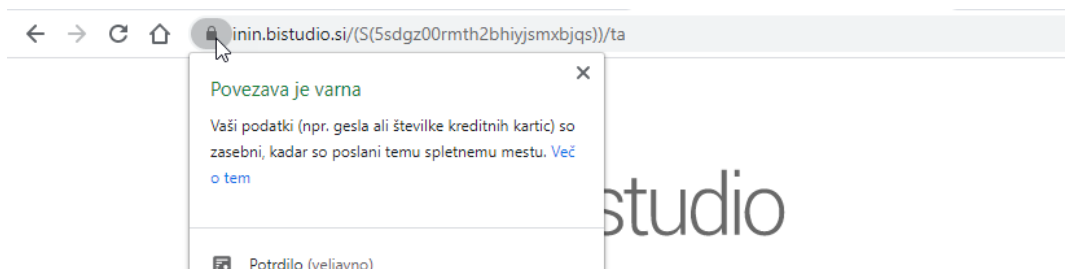 inin.bistudio.si/(S(5sdgz00rmth2bhiyjsmxbjqs))/ta
Povezava je varna
Vaši podatki (npr. gesla ali številke kreditnih kartic) so
zasebni, kadar so poslani temu spletnemu mestu. Več
o tem
studio
Potrdilo (veljavno)